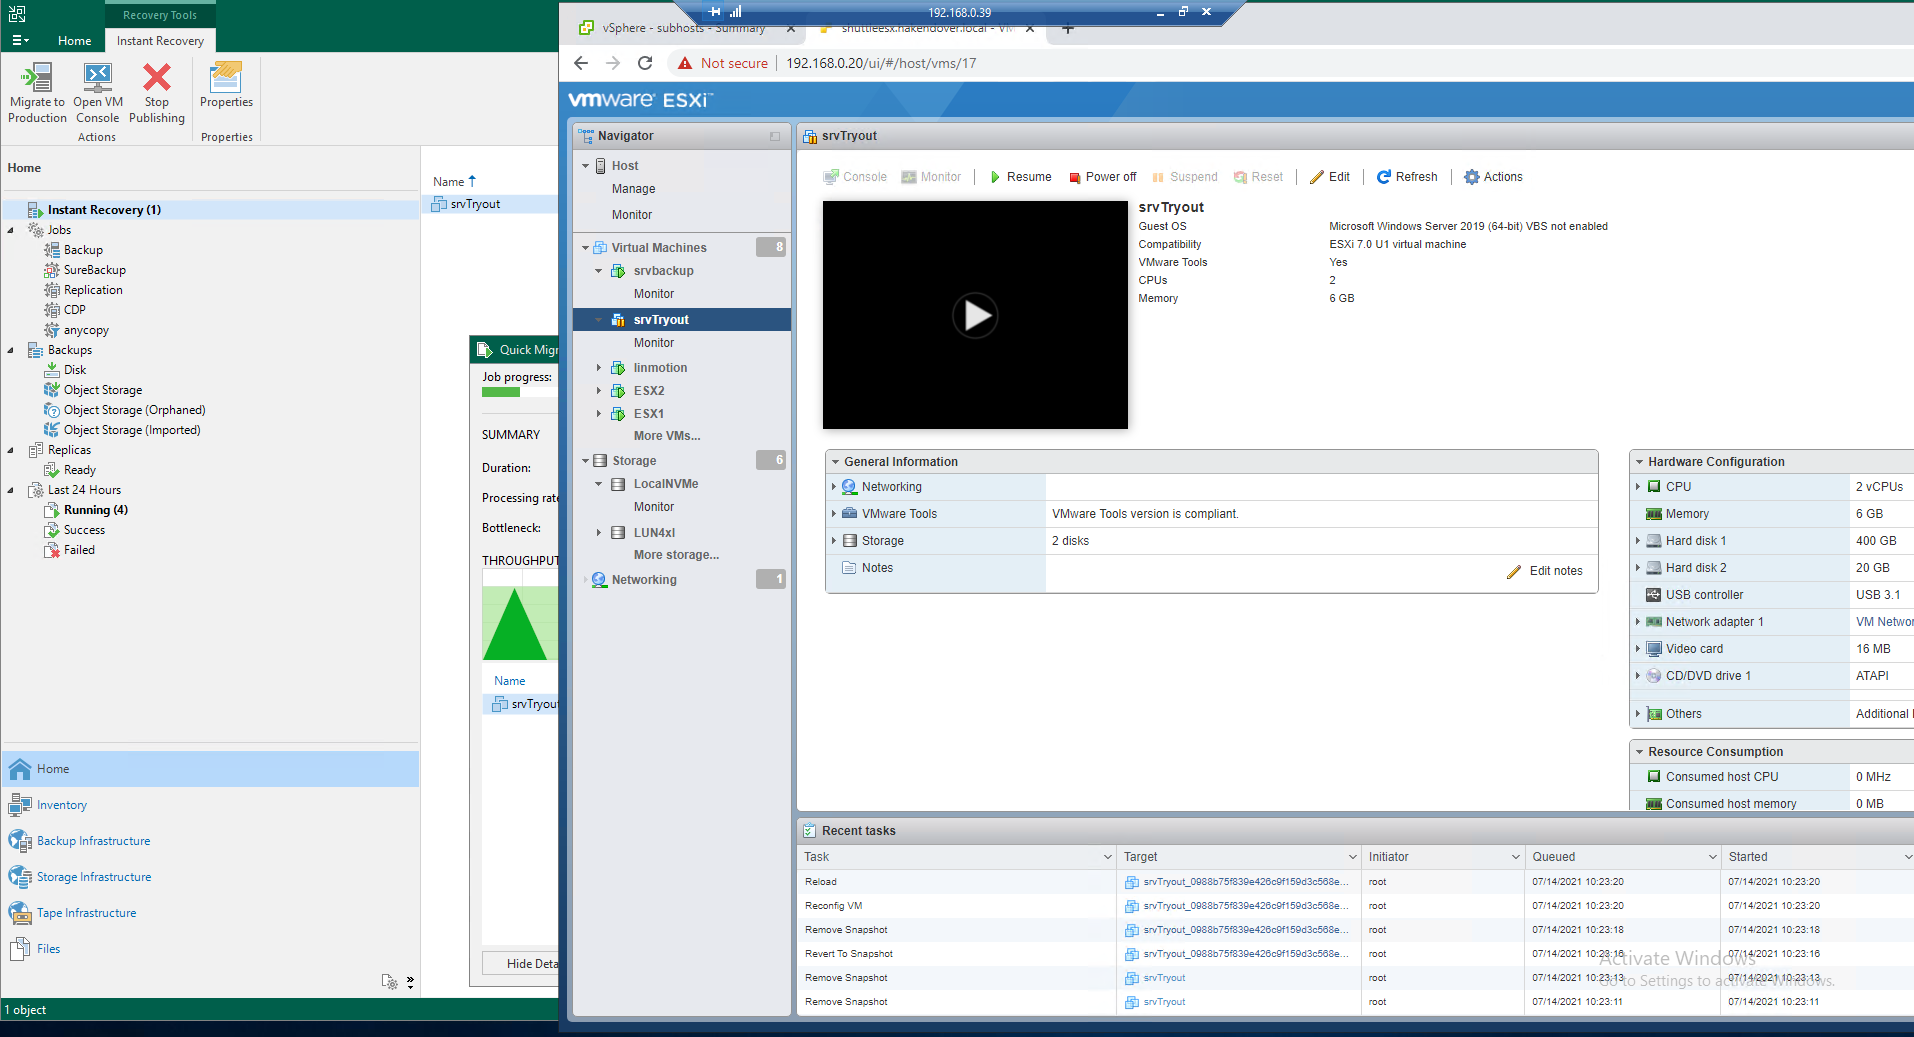 Recovery Tools
Home
Instant Recovery
Migrate to Production
Open VM Console
Stop Publishing
Properties
Actions
Properties
Home
Instant Recovery (1)
Jobs
Backup
SureBackup
Replication
CDP
anycopy
Backups
Disk
Object Storage
Object Storage (Orphaned)
Object Storage (Imported)
Replicas
Ready
Last 24 Hours
Running (4)
Success
Failed
Home
Inventory
Backup Infrastructure
Storage Infrastructure
Tape Infrastructure
Files
1 object
Name
srvTryout
Quick Migr
Job progress:
SUMMARY
Duration:
Processing rate
Bottleneck:
THROUGHPUT
Name
srvTryou
Hide Deta
192.168.0.39
vSphere - subhosts - Summary
shuttleesx.hakendover.local - VM
Not secure
192.168.0.20/ui/#/host/vms/17
vmware ESXi™
Navigator
Host
Manage
Monitor
Virtual Machines 8
srvbackup
Monitor
srvTryout
Monitor
linmotion
ESX2
ESX1
More VMs...
Storage 6
LocalNVMe
Monitor
LUN4xl
More storage...
Networking 1
srvTryout
Console Monitor Resume Power off Suspend Reset Edit Refresh Actions
srvTryout
Guest OS Microsoft Windows Server 2019 (64-bit) VBS not enabled
Compatibility ESXi 7.0 U1 virtual machine
VMware Tools Yes
CPUs 2
Memory 6 GB
General Information
Networking
VMware Tools VMware Tools version is compliant.
Storage 2 disks
Notes
Edit notes
Hardware Configuration
CPU 2 vCPUs
Memory 6 GB
Hard disk 1 400 GB
Hard disk 2 20 GB
USB controller USB 3.1
Network adapter 1 VM Networ
Video card 16 MB
CD/DVD drive 1 ATAPI
Others Additional
Resource Consumption
Consumed host CPU 0 MHz
Consumed host memory 0 MB
Recent tasks
Task Target Initiator Queued Started
Reload srvTryout_0988b75f839e426c9f159d3c568e... root 07/14/2021 10:23:20 07/14/2021 10:23:20
Reconfig VM srvTryout_0988b75f839e426c9f159d3c568e... root 07/14/2021 10:23:20 07/14/2021 10:23:20
Remove Snapshot srvTryout_0988b75f839e426c9f159d3c568e... root 07/14/2021 10:23:18 07/14/2021 10:23:18
Revert To Snapshot srvTryout_0988b75f839e426c9f159d3c568e... root 07/14/2021 10:23:16 07/14/2021 10:23:16
Remove Snapshot srvTryout root 07/14/2021 10:23:13 07/14/2021 10:23:13
Remove Snapshot srvTryout root 07/14/2021 10:23:11 07/14/2021 10:23:11
Activate Windows
Go to Settings to activate Windows.